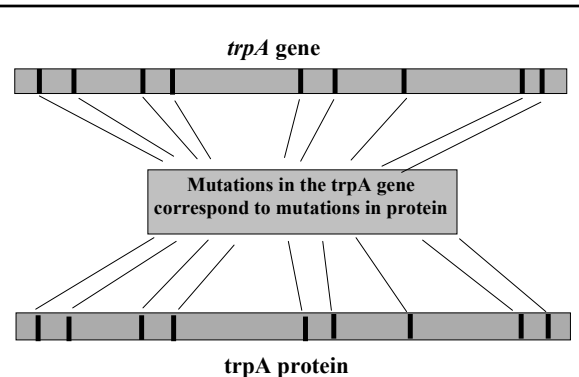 trpA gene
Mutations in the trpA gene
correspond to mutations in protein
trpA protein